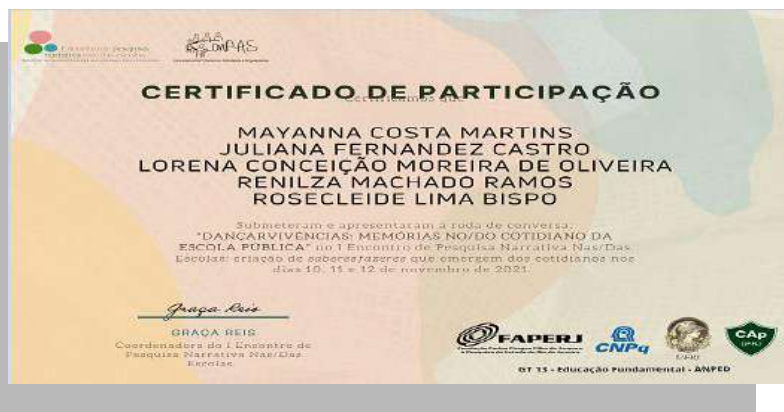 CERTIFICADO DE PARTICIPAÇÃO
Certificamos que
MAYANNA COSTA MARTINS
JULIANA FERNANDEZ CASTRO
LORENA CONCEIÇÃO MOREIRA DE OLIVEIRA
RENILZA MACHADO RAMOS
ROSECLEIDE LIMA BISPO
Submeteram e apresentaram a roda de conversa:
"DANÇARVIVÊNCIAS: MEMÓRIAS NO/DO COTIDIANO DA
ESCOLA PÚBLICA" no I Encontro de Pesquisa Narrativa Nas/Das
Escolas: criação de saberesfazeres que emergem dos cotidianos nos
dias 10, 11 e 12 de novembro de 2021.
Graça Reis
GRAÇA REIS
Coordenadora do I Encontro de
Pesquisa Narrativa Nas/Das
Escolas.
FAPERJ
CNPq
CAp
GT 13 - Educação Fundamental - ANPED